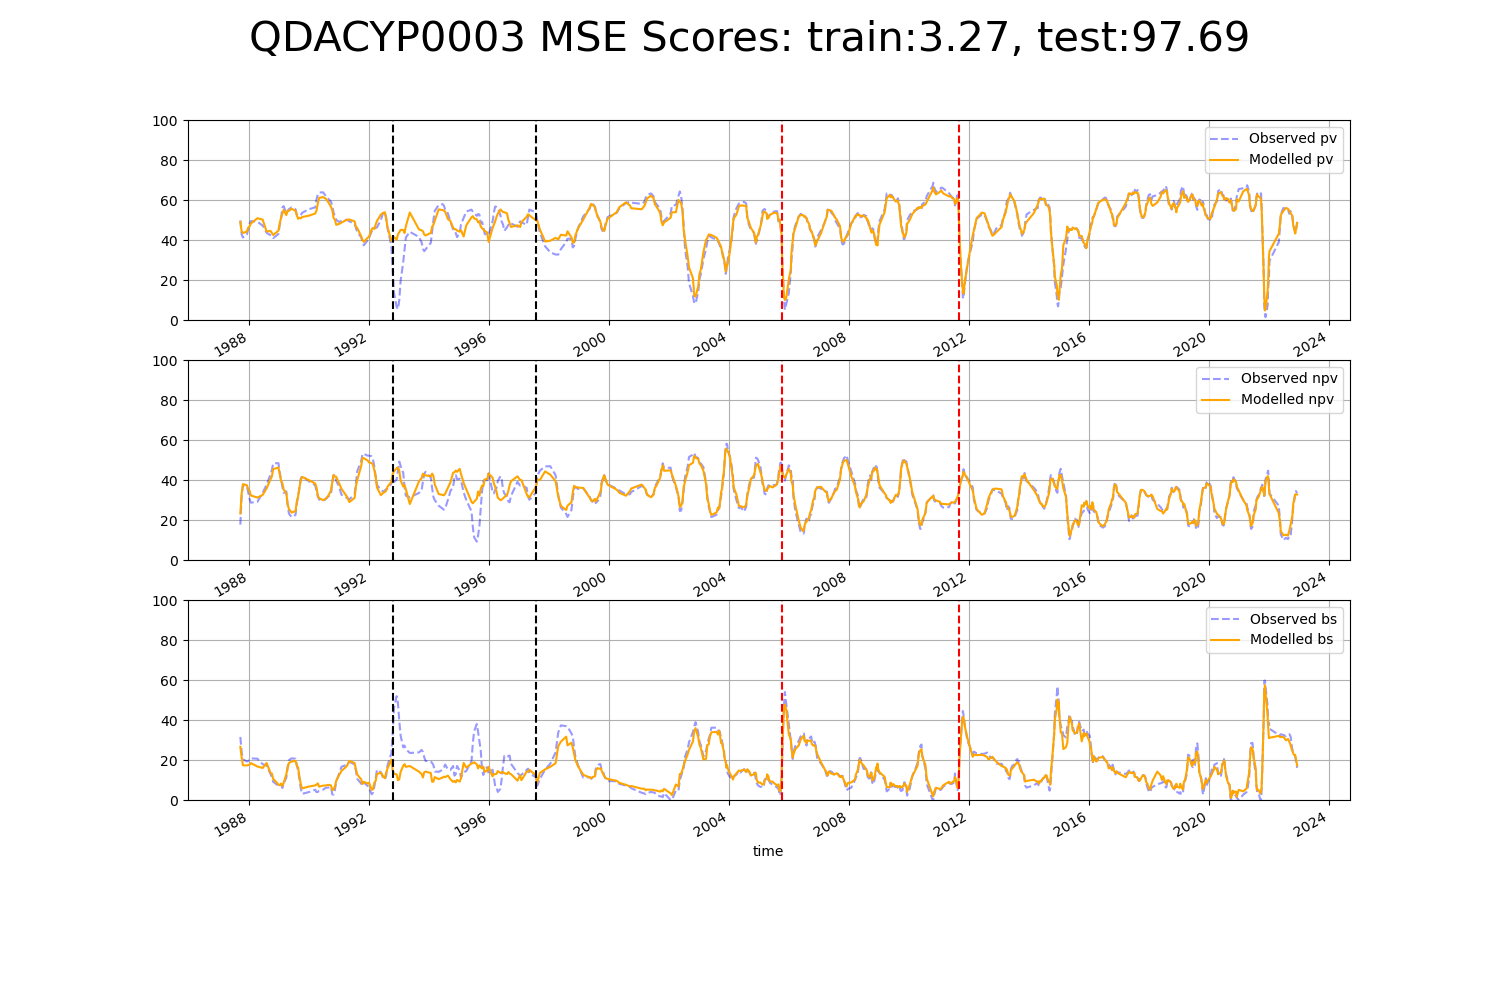 QDACYP0003 MSE Scores: train:3.27, test:97.69
100
80
60
40
20
0
Observed pv
Modelled pv
1988 1992 1996 2000 2004 2008 2012 2016 2020 2024
100
80
60
40
20
0
Observed npv
Modelled npv
1988 1992 1996 2000 2004 2008 2012 2016 2020 2024
100
80
60
40
20
0
Observed bs
Modelled bs
1988 1992 1996 2000 2004 2008 2012 2016 2020 2024
time